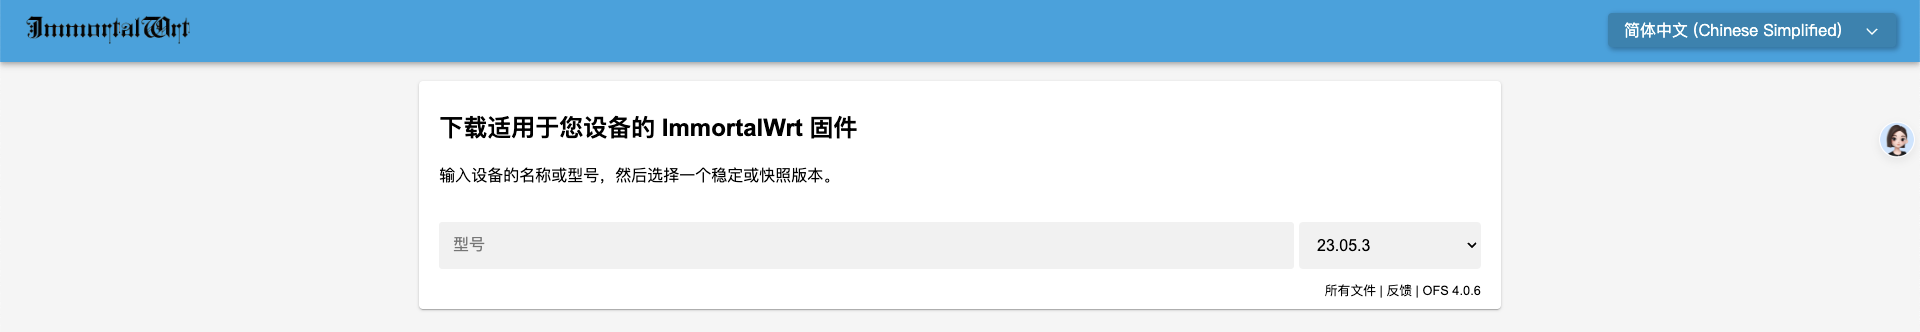 ImmortalWrt
简体中文 (Chinese Simplified)
下载适用于您设备的 ImmortalWrt 固件
输入设备的名称或型号，然后选择一个稳定或快照版本。
型号
23.05.3
所有文件 | 反馈 | OFS 4.0.6